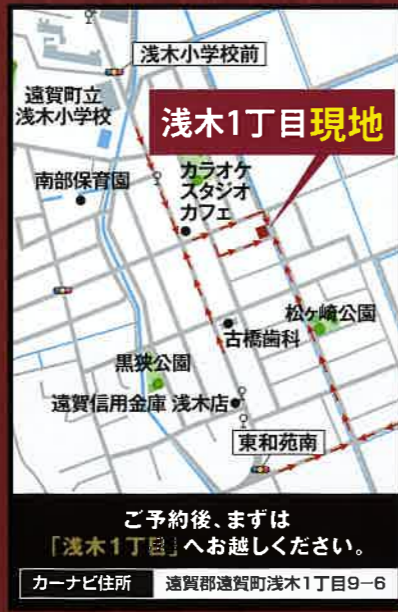 浅木小学校前
遠賀町立
浅木小学校
浅木1丁目現地
南部保育園
カラオケ
スタジオ
カフェ
松ヶ崎公園
古橋歯科
黒狭公園
遠賀信用金庫 浅木店
東和苑南
ご予約後、まずは
「浅木1丁目」へお越しください。
カーナビ住所 遠賀郡遠賀町浅木1丁目9−6